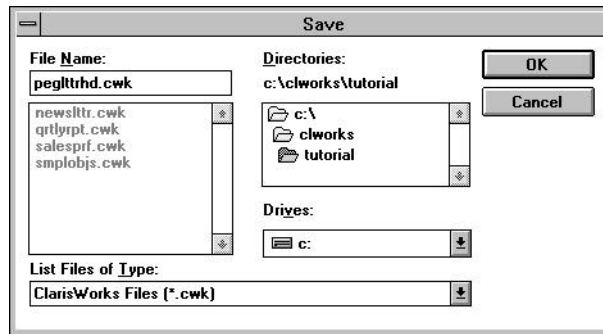 Save
File Name:
peglttrhd.cwk
newslttr.cwk
qrtlyrpt.cwk
salesprf.cwk
smplobjs.cwk
List Files of Type:
ClarisWorks Files (*.cwk)
Directories:
c:\clworks\tutorial
c:\
clworks
tutorial
Drives:
c:
OK
Cancel